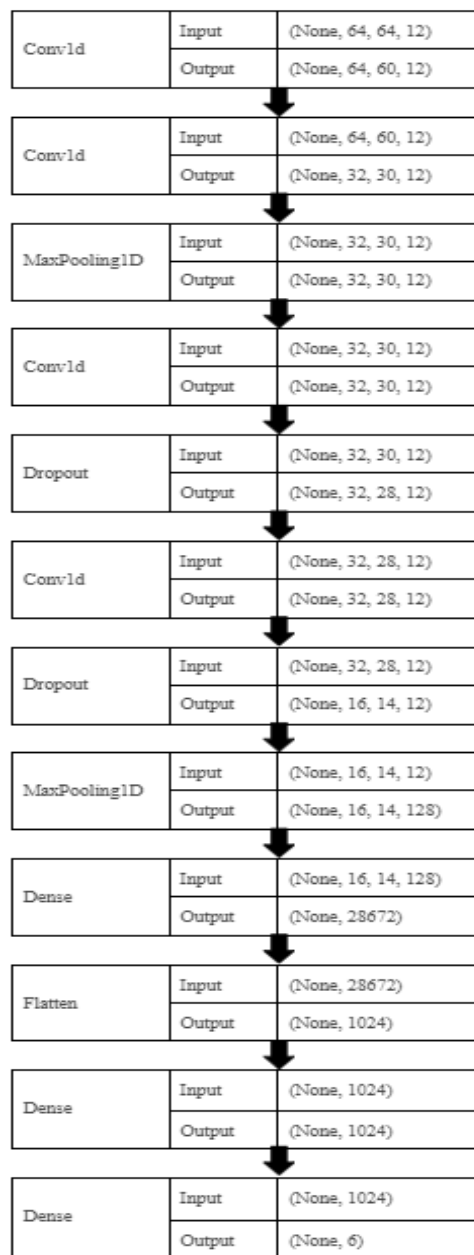 Conv1d
Input (None, 64, 64, 12)
Output (None, 64, 60, 12)
Conv1d
Input (None, 64, 60, 12)
Output (None, 32, 30, 12)
MaxPooling1D
Input (None, 32, 30, 12)
Output (None, 32, 30, 12)
Conv1d
Input (None, 32, 30, 12)
Output (None, 32, 30, 12)
Dropout
Input (None, 32, 30, 12)
Output (None, 32, 28, 12)
Conv1d
Input (None, 32, 28, 12)
Output (None, 32, 28, 12)
Dropout
Input (None, 32, 28, 12)
Output (None, 16, 14, 12)
MaxPooling1D
Input (None, 16, 14, 12)
Output (None, 16, 14, 128)
Dense
Input (None, 16, 14, 128)
Output (None, 28672)
Flatten
Input (None, 28672)
Output (None, 1024)
Dense
Input (None, 1024)
Output (None, 1024)
Dense
Input (None, 1024)
Output (None, 6)